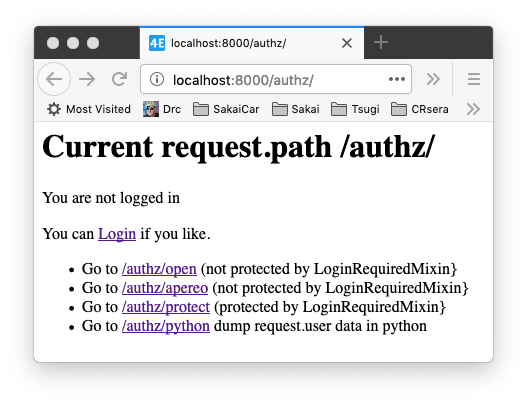 4E localhost:8000/authz/
localhost:8000/authz/
Most Visited Drc SakaiCar Sakai Tsugi CRsera
Current request.path /authz/
You are not logged in
You can Login if you like.
Go to /authz/open (not protected by LoginRequiredMixin}
Go to /authz/apereo (not protected by LoginRequiredMixin}
Go to /authz/protect (protected by LoginRequiredMixin}
Go to /authz/python dump request.user data in python